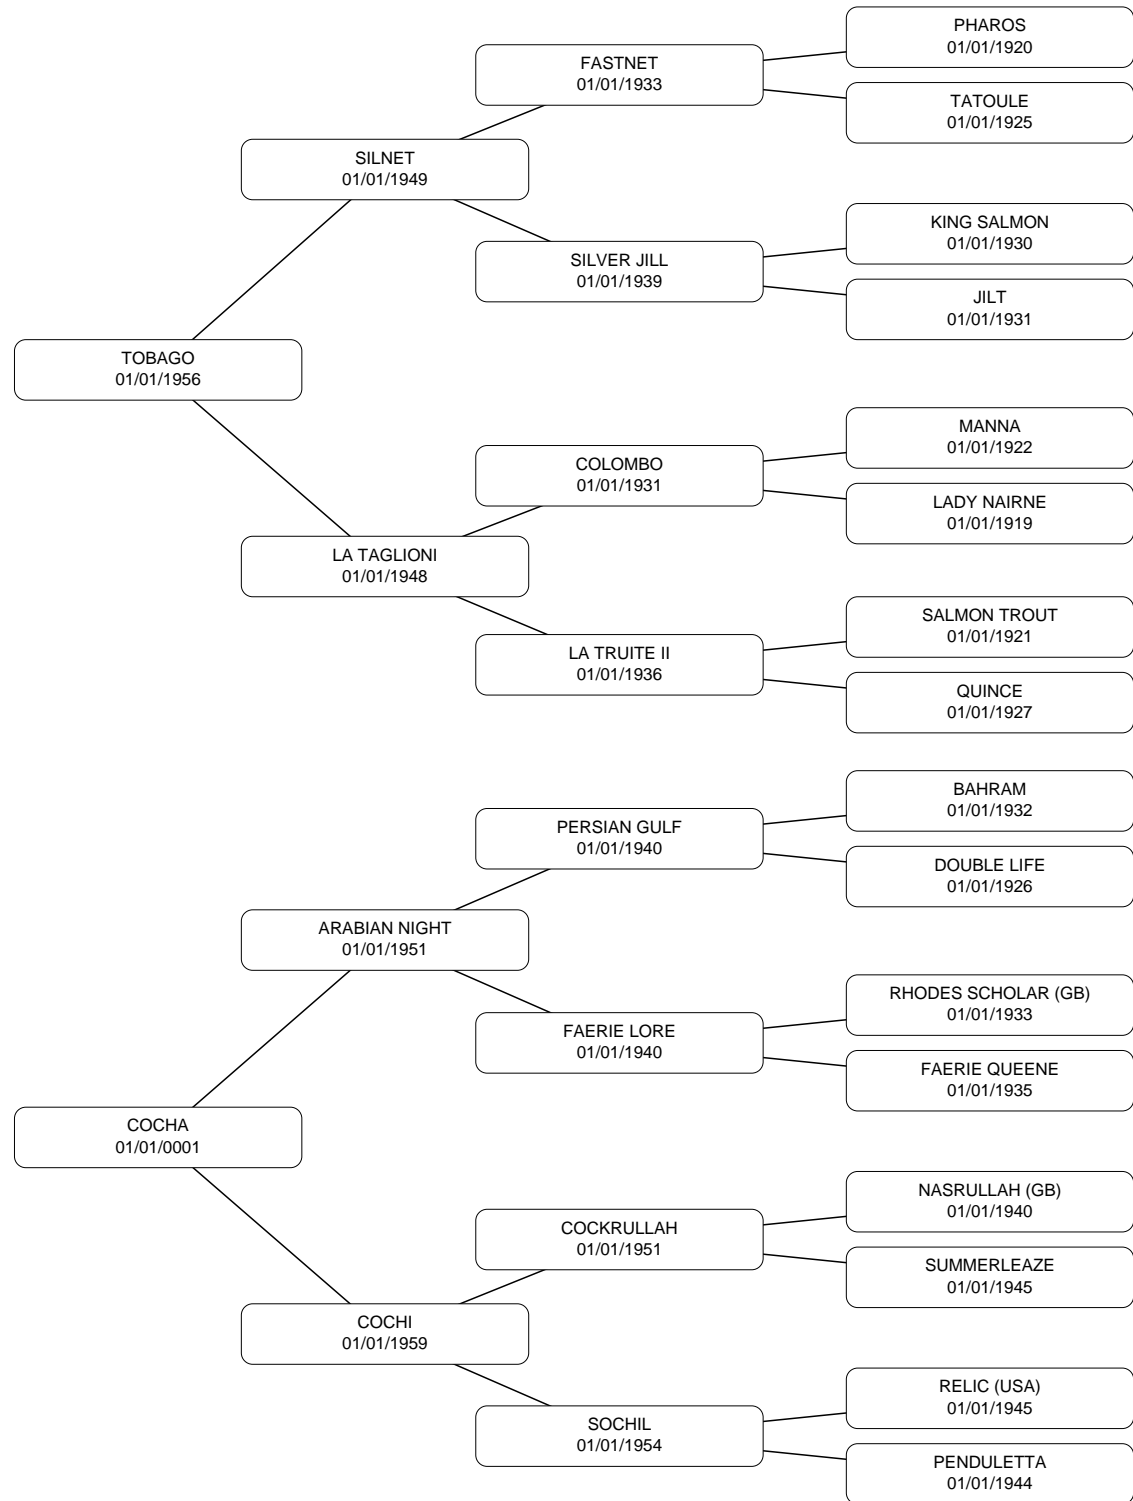 PHAROS
01/01/1920
FASTNET
01/01/1933
TATOULE
01/01/1925
SILNET
01/01/1949
KING SALMON
01/01/1930
SILVER JILL
01/01/1939
JILT
01/01/1931
TOBAGO
01/01/1956
MANNA
01/01/1922
COLOMBO
01/01/1931
LADY NAIRNE
01/01/1919
LA TAGLIONI
01/01/1948
SALMON TROUT
01/01/1921
LA TRUITE II
01/01/1936
QUINCE
01/01/1927
BAHRAM
01/01/1932
PERSIAN GULF
01/01/1940
DOUBLE LIFE
01/01/1926
ARABIAN NIGHT
01/01/1951
RHODES SCHOLAR (GB)
01/01/1933
FAERIE LORE
01/01/1940
FAERIE QUEENE
01/01/1935
COCHA
01/01/0001
NASRULLAH (GB)
01/01/1940
COCKRULLAH
01/01/1951
SUMMERLEAZE
01/01/1945
COCHI
01/01/1959
RELIC (USA)
01/01/1945
SOCHIL
01/01/1954
PENDULETTA
01/01/1944